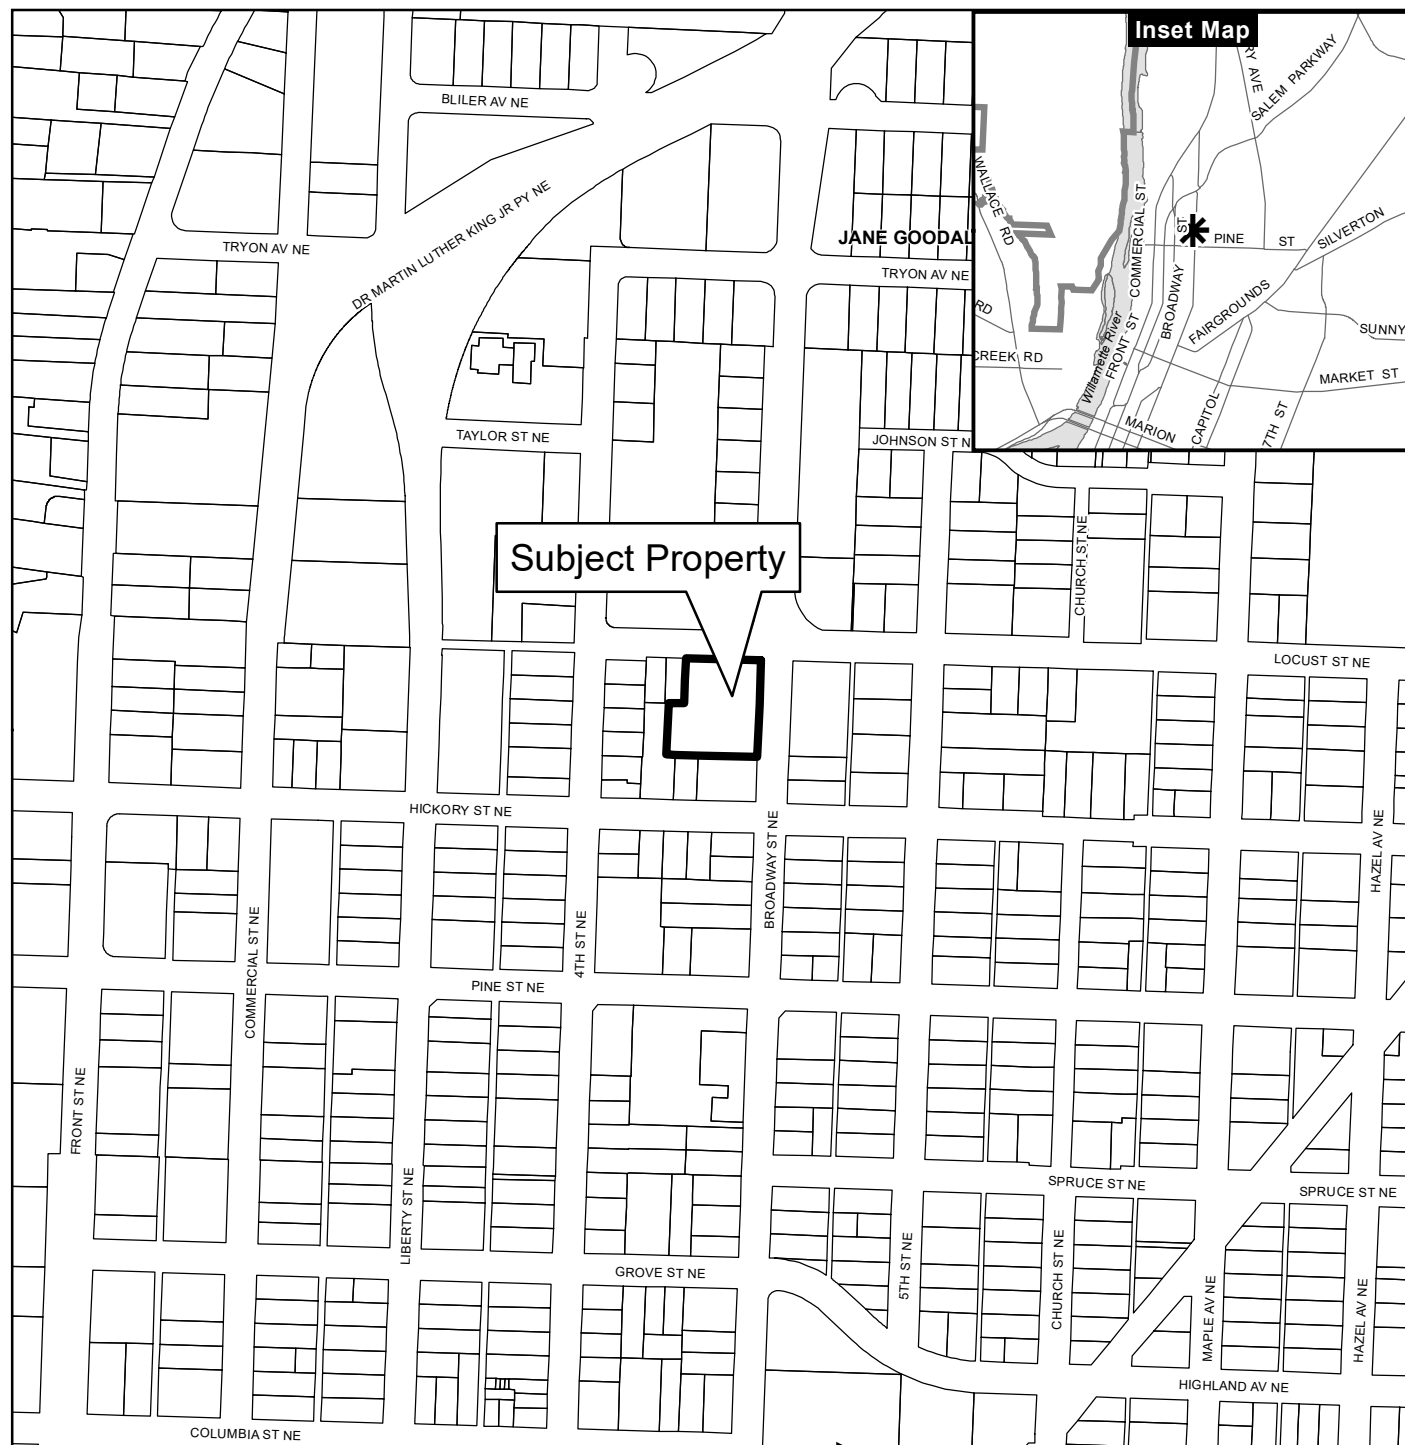 Inset Map
RY AVE
SALEM PARKWAY
WALLACE RD
COMMERCIAL ST
ST
PINE ST
SILVERTON
BROADWAY
FAIRGROUNDS
RD
SUNNY
CREEK RD
Willamette River
FRONT ST
MARKET ST
CAPITOL
MARION
7TH ST
BLILER AV NE
DR MARTIN LUTHER KING JR PY NE
TRYON AV NE
JANE GOODAL
TRYON AV NE
TAYLOR ST NE
JOHNSON ST N
Subject Property
CHURCH ST NE
LOCUST ST NE
HICKORY ST NE
BROADWAY ST NE
HAZEL AV NE
COMMERCIAL ST NE
4TH ST NE
PINE ST NE
FRONT ST NE
LIBERTY ST NE
SPRUCE ST NE
SPRUCE ST NE
5TH ST NE
CHURCH ST NE
GROVE ST NE
MAPLE AV NE
HAZEL AV NE
HIGHLAND AV NE
COLUMBIA ST NE